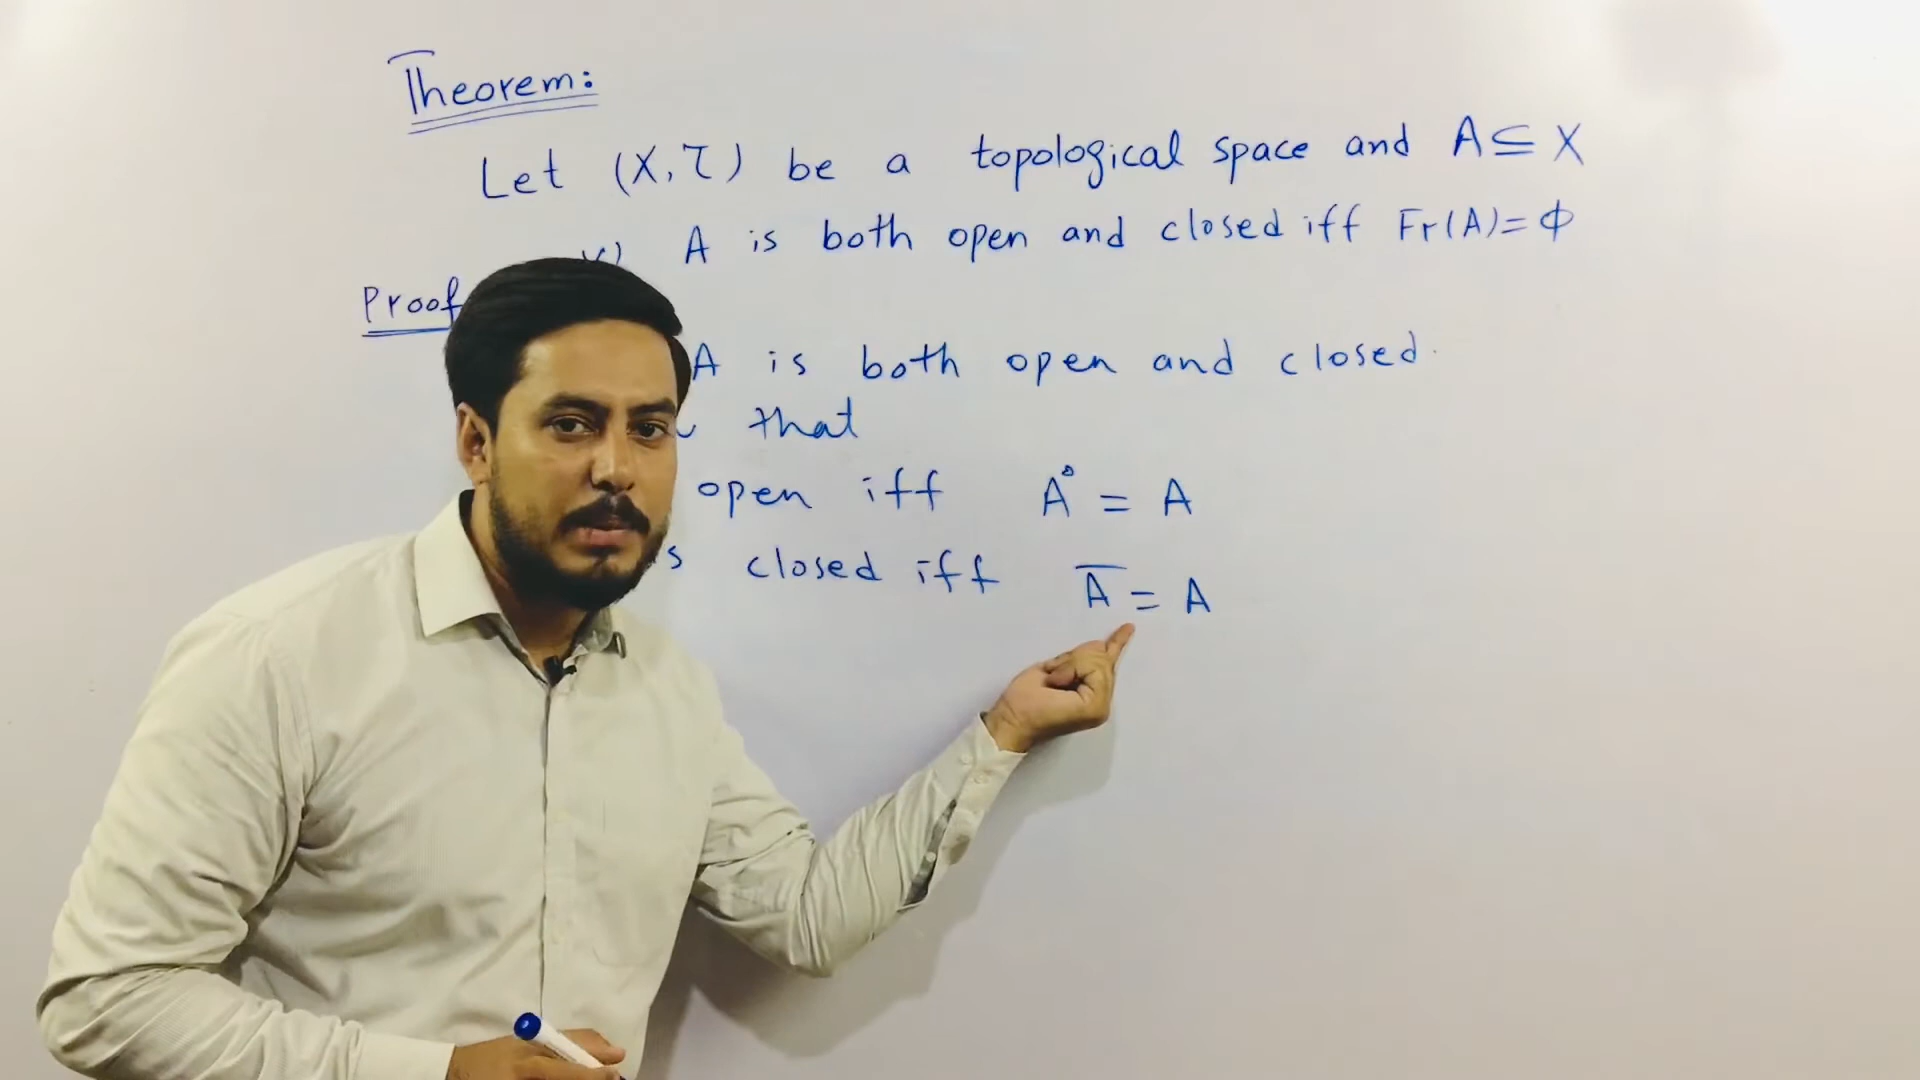 Theorem:
Let (X, τ) be a topological space and A ⊆ X
A is both open and closed iff Fr(A) = φ
Proof
A is both open and closed.
that
open iff A° = A
closed iff A̅ = A